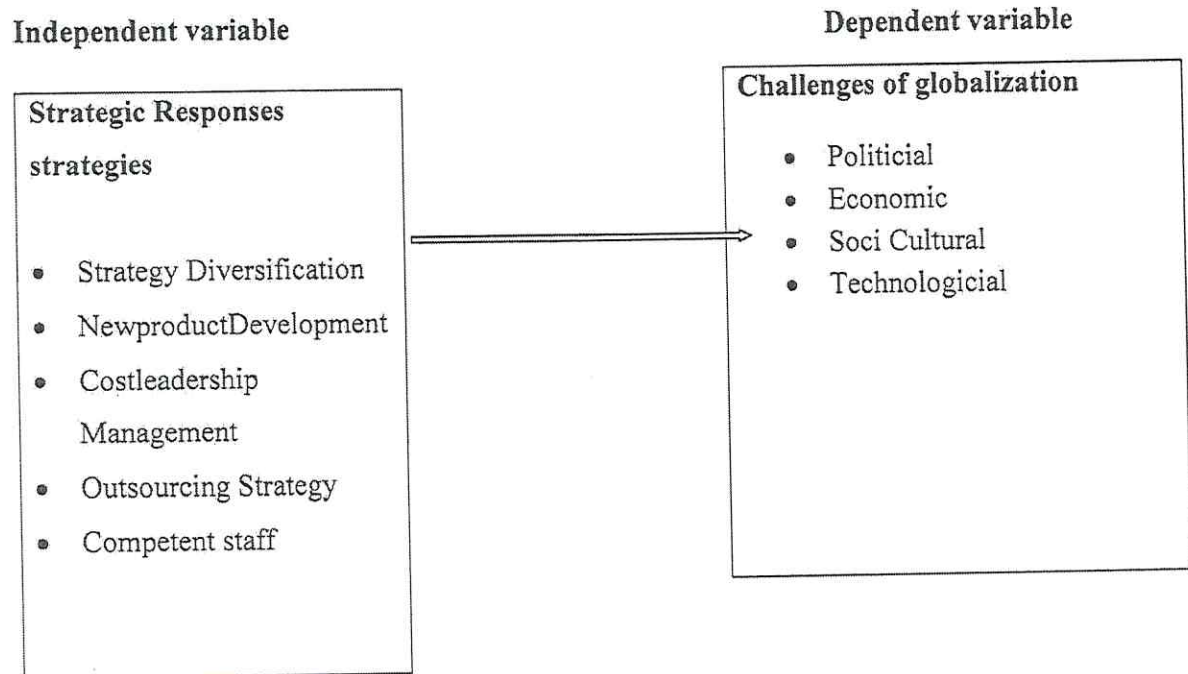 Independent variable
Dependent variable
Strategic Responses
strategies
• Strategy Diversification
• NewproductDevelopment
• Costleadership
Management
• Outsourcing Strategy
• Competent staff
Challenges of globalization
• Politicial
• Economic
• Soci Cultural
• Technologicial